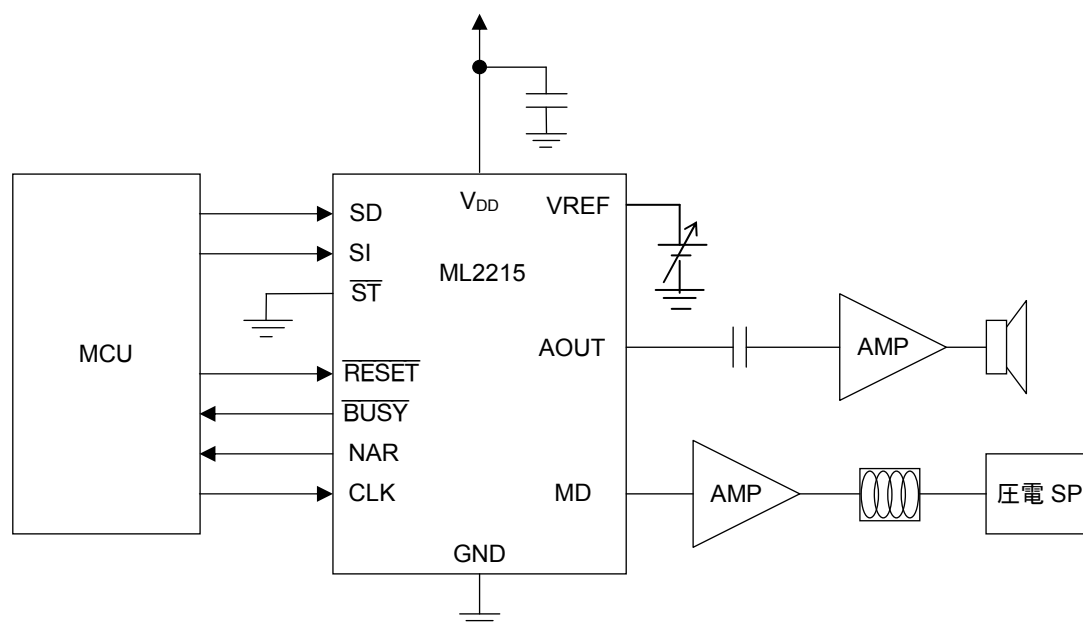 MCU
SD
SI
ST
RESET
BUSY
NAR
CLK
VDD
ML2215
GND
VREF
AOUT
MD
AMP
AMP
圧電 SP